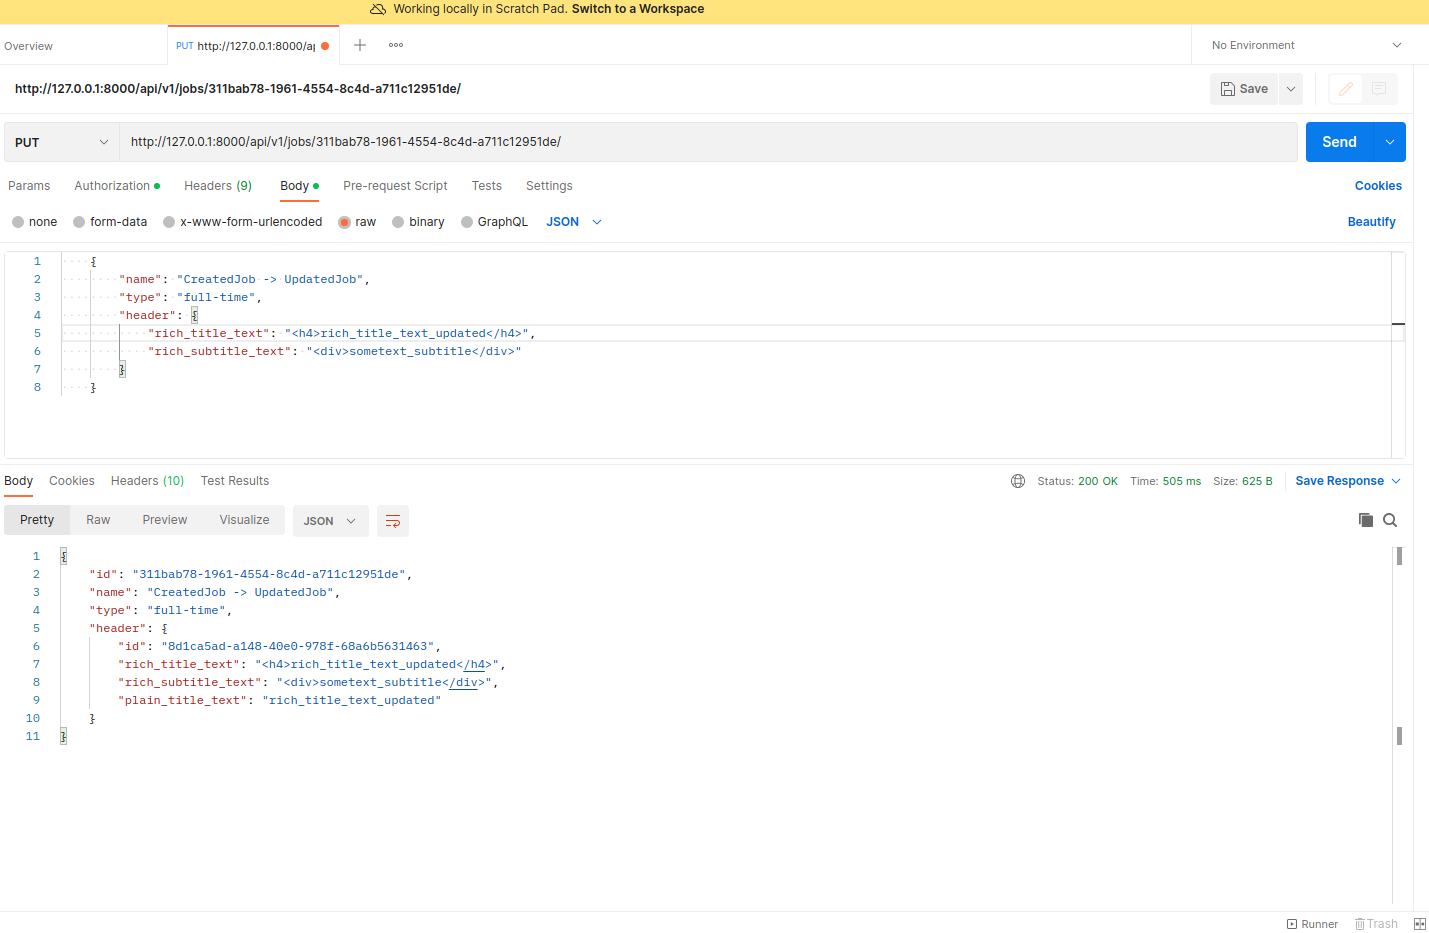 Working locally in Scratch Pad. Switch to a Workspace
Overview
PUT http://127.0.0.1:8000/ap
No Environment
http://127.0.0.1:8000/api/v1/jobs/311bab78-1961-4554-8c4d-a711c12951de/
Save
PUT
http://127.0.0.1:8000/api/v1/jobs/311bab78-1961-4554-8c4d-a711c12951de/
Send
Params Authorization Headers (9) Body Pre-request Script Tests Settings Cookies
none form-data x-www-form-urlencoded raw binary GraphQL JSON Beautify
1 {
2 "name": "CreatedJob -> UpdatedJob",
3 "type": "full-time",
4 "header": {
5 "rich_title_text": "<h4>rich_title_text_updated</h4>",
6 "rich_subtitle_text": "<div>sometext_subtitle</div>"
7 }
8 }
Body Cookies Headers (10) Test Results Status: 200 OK Time: 505 ms Size: 625 B Save Response
Pretty Raw Preview Visualize JSON
1 {
2 "id": "311bab78-1961-4554-8c4d-a711c12951de",
3 "name": "CreatedJob -> UpdatedJob",
4 "type": "full-time",
5 "header": {
6 "id": "8d1ca5ad-a148-40e0-978f-68a6b5631463",
7 "rich_title_text": "<h4>rich_title_text_updated</h4>",
8 "rich_subtitle_text": "<div>sometext_subtitle</div>",
9 "plain_title_text": "rich_title_text_updated"
10 }
11 }
Runner Trash